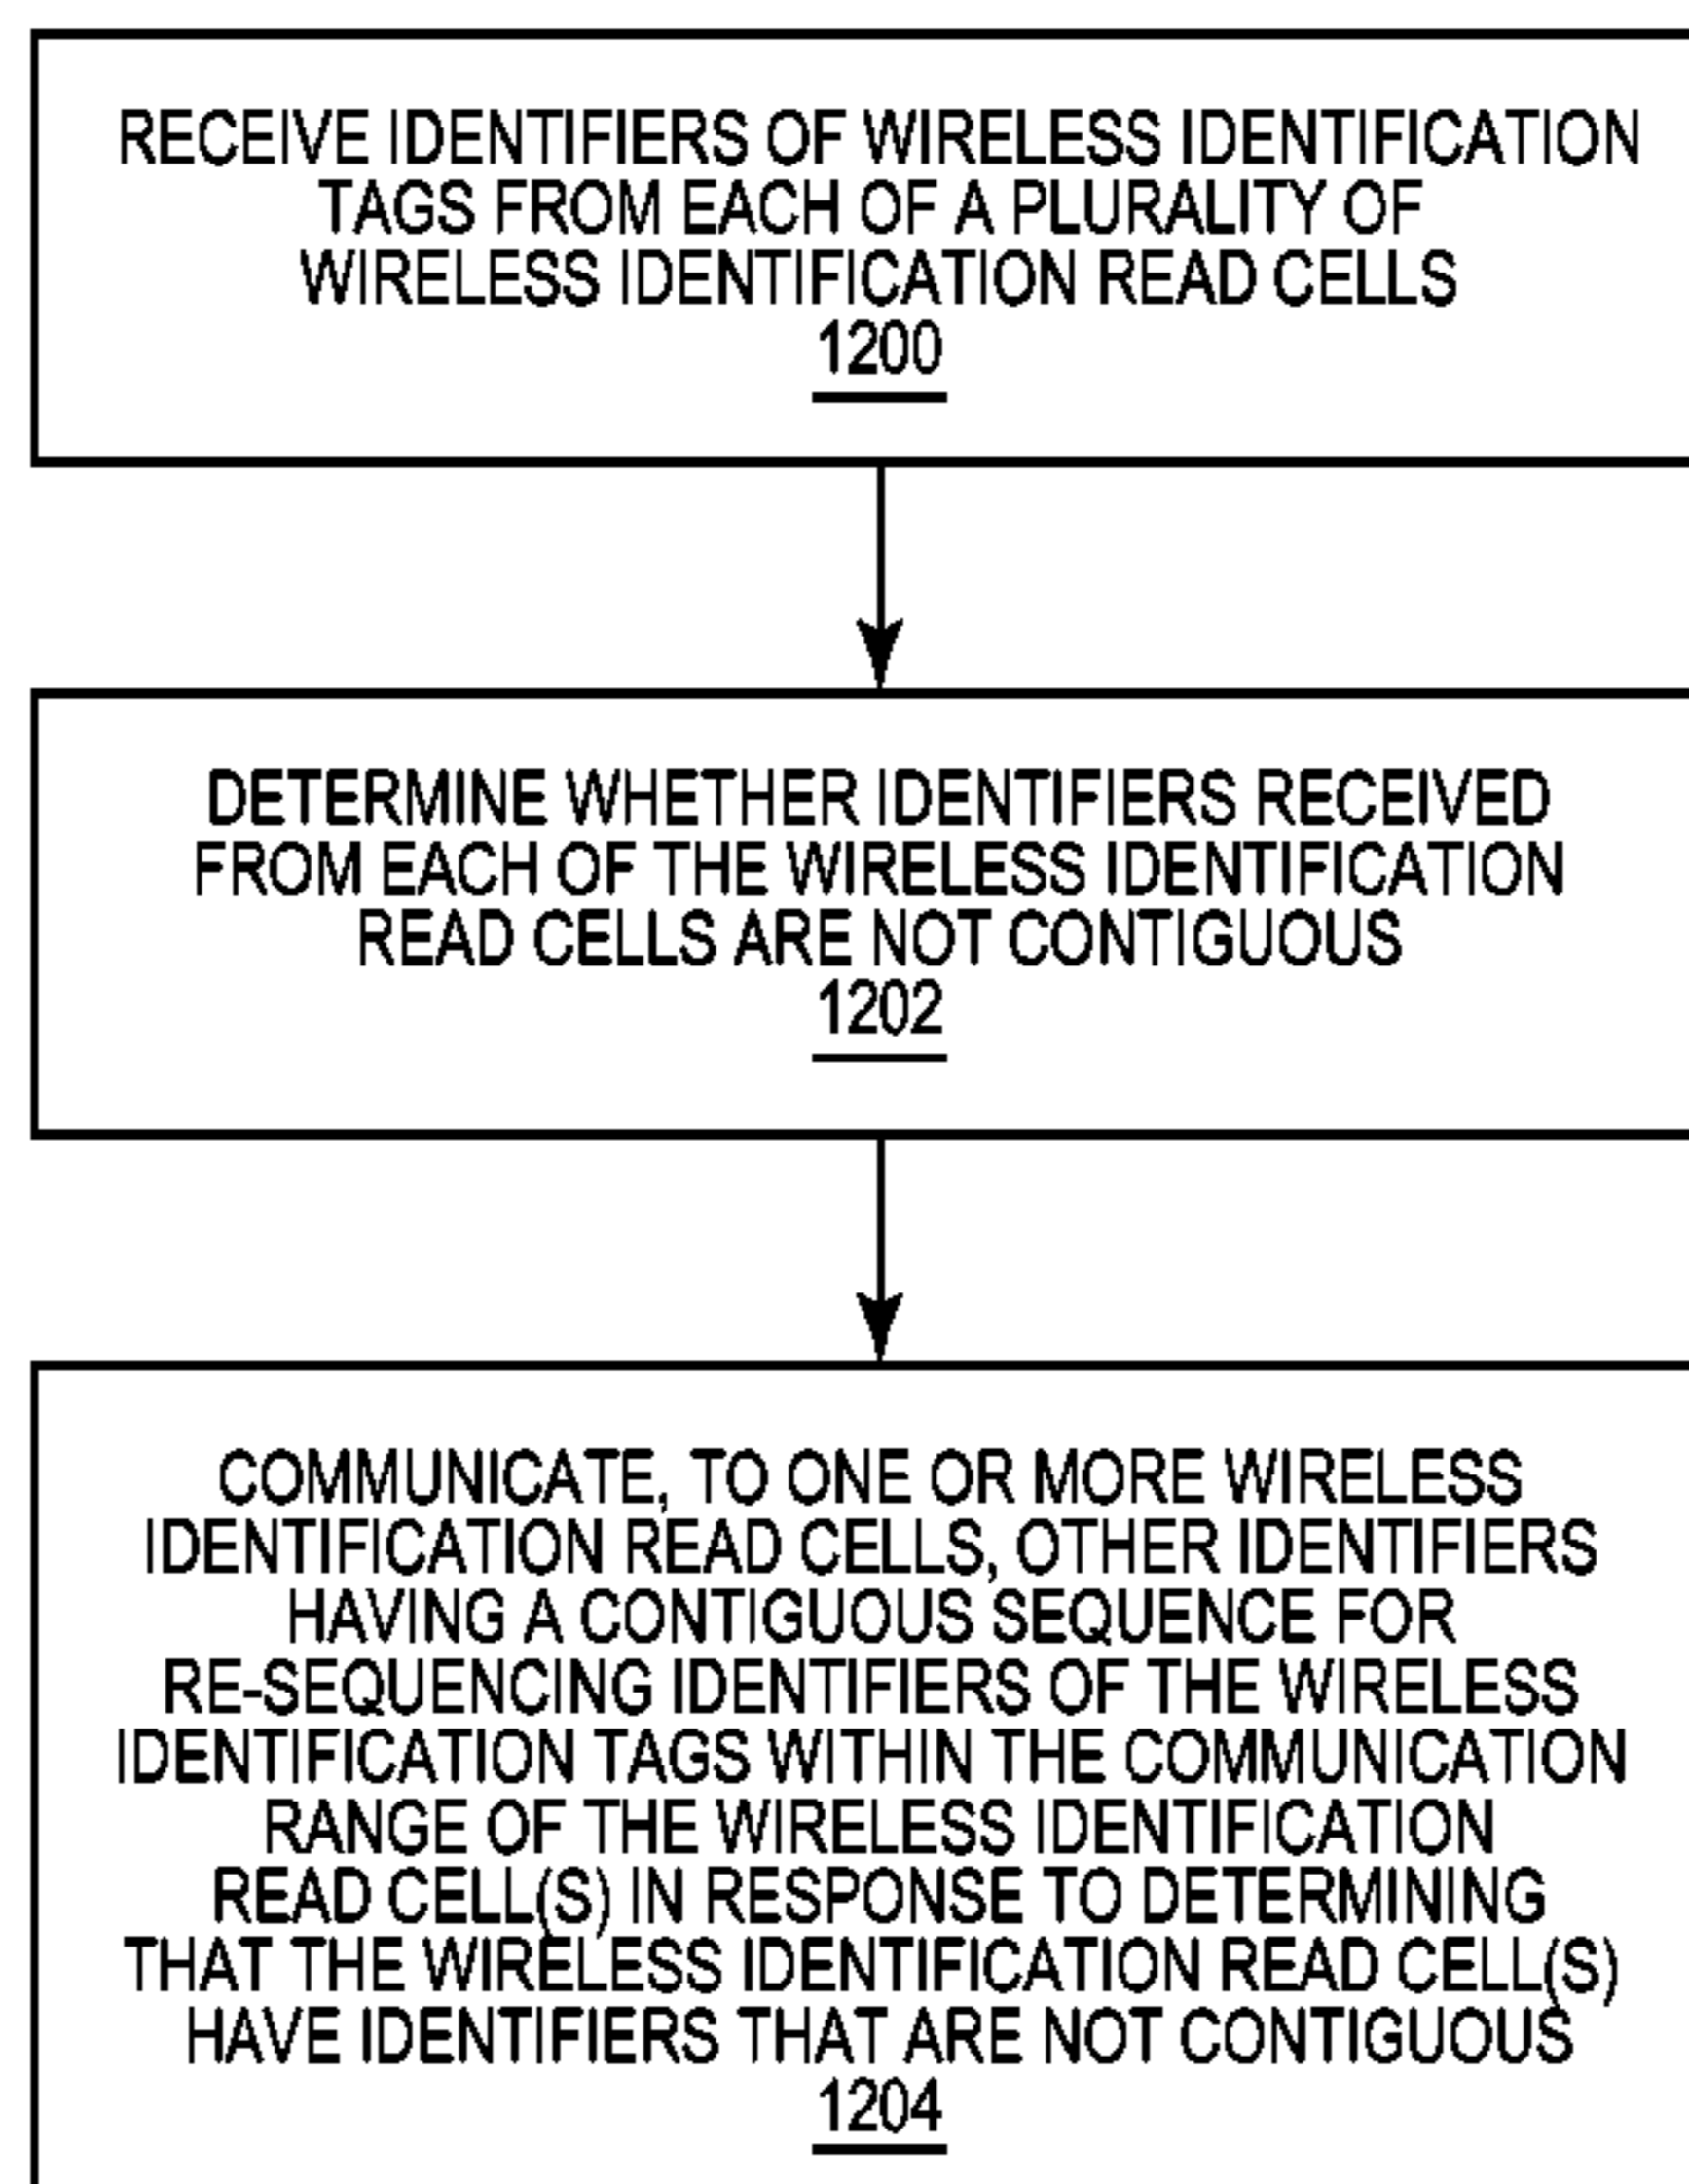 RECEIVE IDENTIFIERS OF WIRELESS IDENTIFICATION
TAGS FROM EACH OF A PLURALITY OF
WIRELESS IDENTIFICATION READ CELLS
1200
DETERMINE WHETHER IDENTIFIERS RECEIVED
FROM EACH OF THE WIRELESS IDENTIFICATION
READ CELLS ARE NOT CONTIGUOUS
1202
COMMUNICATE, TO ONE OR MORE WIRELESS
IDENTIFICATION READ CELLS, OTHER IDENTIFIERS
HAVING A CONTIGUOUS SEQUENCE FOR
RE-SEQUENCING IDENTIFIERS OF THE WIRELESS
IDENTIFICATION TAGS WITHIN THE COMMUNICATION
RANGE OF THE WIRELESS IDENTIFICATION
READ CELL(S) IN RESPONSE TO DETERMINING
THAT THE WIRELESS IDENTIFICATION READ CELL(S)
HAVE IDENTIFIERS THAT ARE NOT CONTIGUOUS
1204